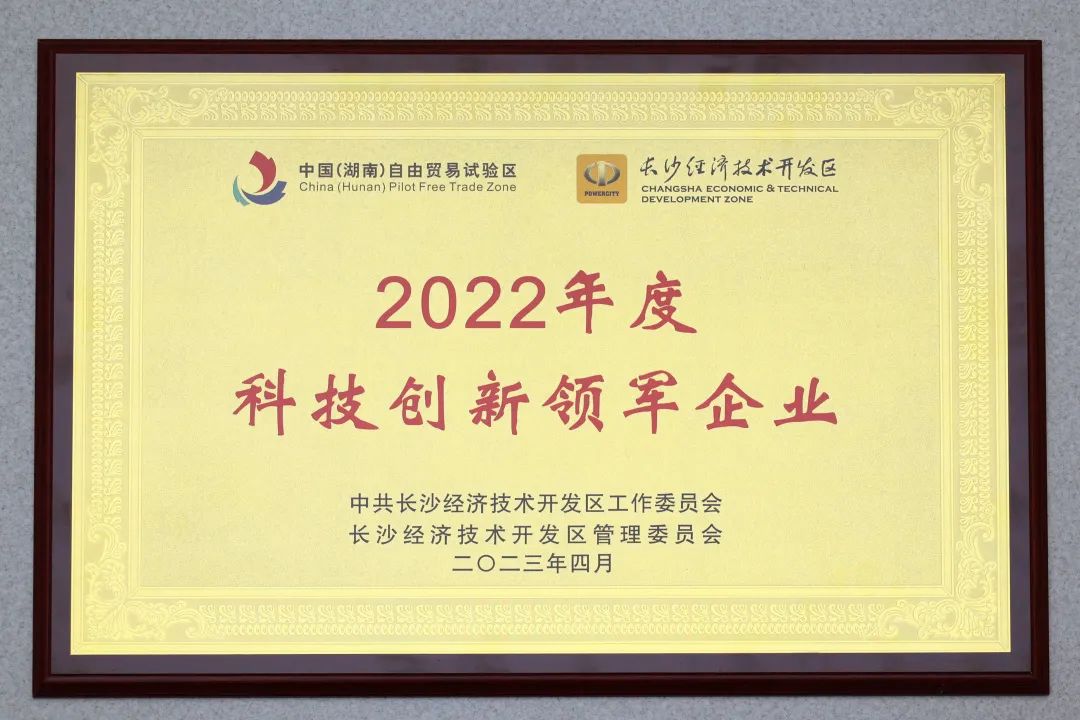 中国(湖南)自由贸易试验区
China (Hunan) Pilot Free Trade Zone
POWERCITY
长沙经济技术开发区
CHANGSHA ECONOMIC & TECHNICAL
DEVELOPMENT ZONE
2022年度
科技创新领军企业
中共长沙经济技术开发区工作委员会
长沙经济技术开发区管理委员会
二〇二三年四月